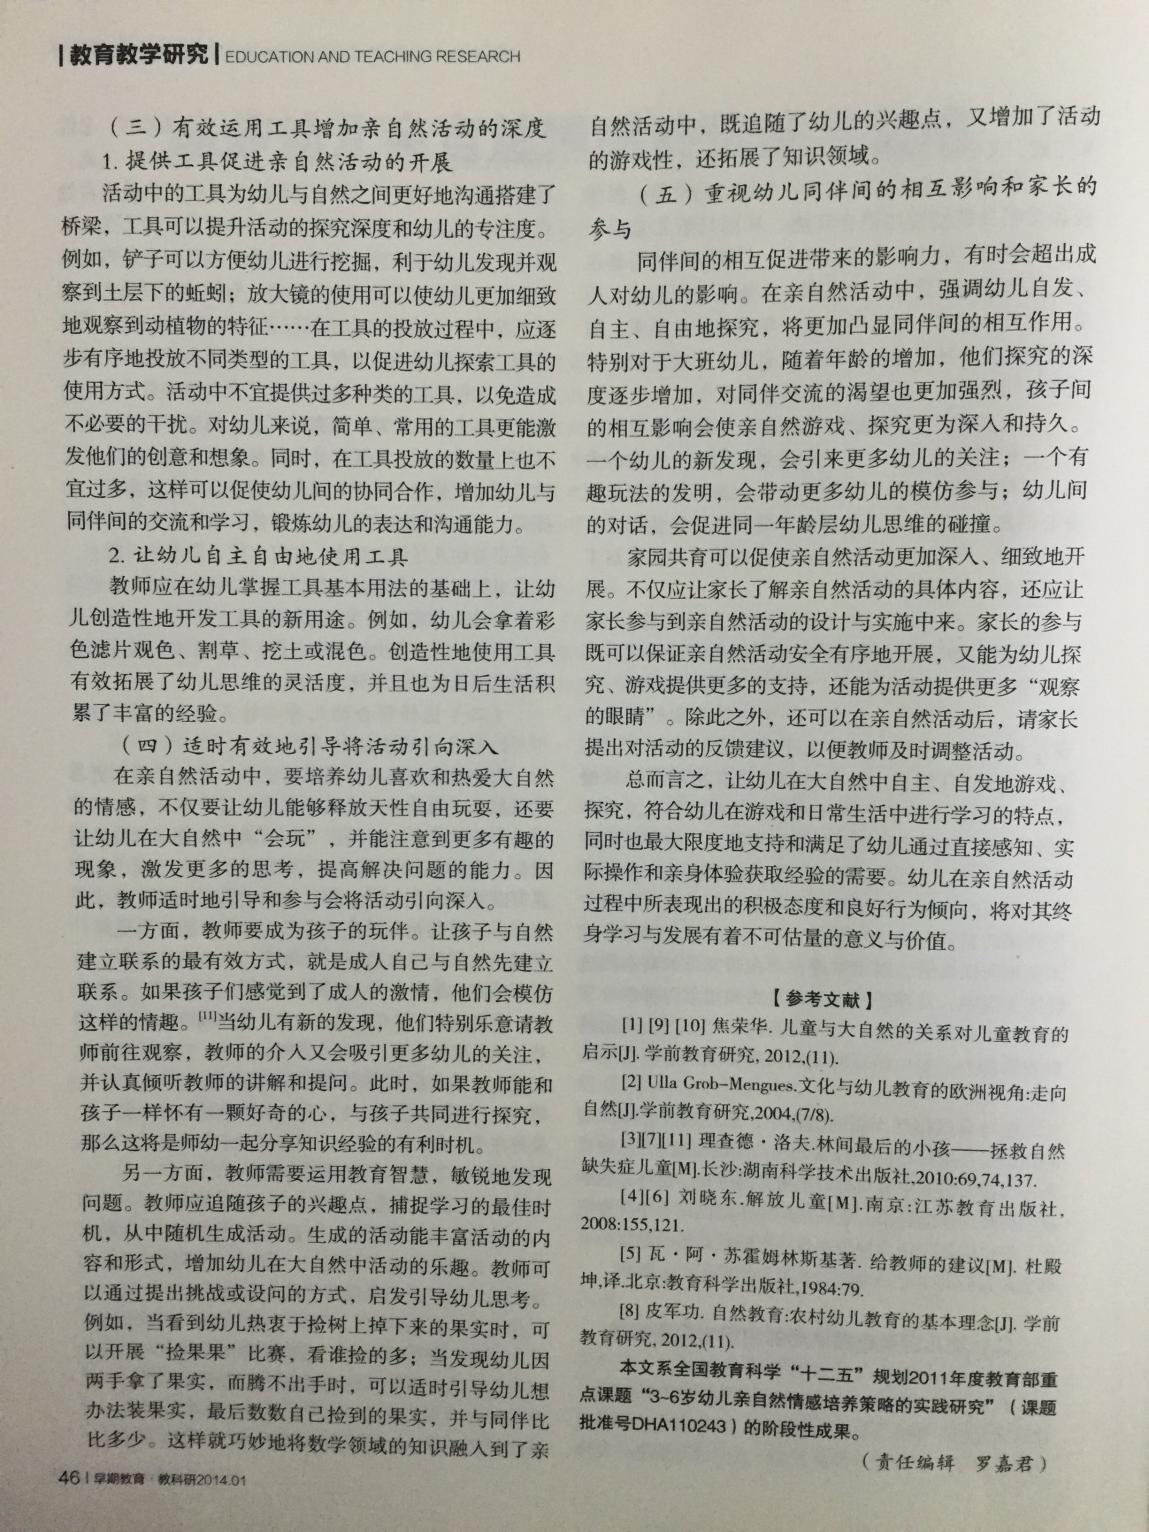 教育教学研究 EDUCATION AND TEACHING RESEARCH
（三）有效运用工具增加亲自然活动的深度
1. 提供工具促进亲自然活动的开展
活动中的工具为幼儿与自然之间更好地沟通搭建了
桥梁，工具可以提升活动的探究深度和幼儿的专注度。
例如，铲子可以方便幼儿进行挖掘，利于幼儿发现并观
察到土层下的蚯蚓；放大镜的使用可以使幼儿更加细致
地观察到动植物的特征……在工具的投放过程中，应逐
步有序地投放不同类型的工具，以促进幼儿探索工具的
使用方式。活动中不宜提供过多种类的工具，以免造成
不必要的干扰。对幼儿来说，简单、常用的工具更能激
发他们的创意和想象。同时，在工具投放的数量上也不
宜过多，这样可以促使幼儿间的协同合作，增加幼儿与
同伴间的交流和学习，锻炼幼儿的表达和沟通能力。
2. 让幼儿自主自由地使用工具
教师应在幼儿掌握工具基本用法的基础上，让幼
儿创造性地开发工具的新用途。例如，幼儿会拿着彩
色滤片观色、割草、挖土或混色。创造性地使用工具
有效拓展了幼儿思维的灵活度，并且也为日后生活积
累了丰富的经验。
（四）适时有效地引导将活动引向深入
在亲自然活动中，要培养幼儿喜欢和热爱大自然
的情感，不仅要让幼儿能够释放天性自由玩耍，还要
让幼儿在大自然中“会玩”，并能注意到更多有趣的
现象，激发更多的思考，提高解决问题的能力。因
此，教师适时地引导和参与会将活动引向深入。
一方面，教师要成为孩子的玩伴。让孩子与自然
建立联系的最有效方式，就是成人自己与自然先建立
联系。如果孩子们感觉到了成人的激情，他们会模仿
这样的情趣。[11]当幼儿有新的发现，他们特别乐意请教
师前往观察，教师的介入又会吸引更多幼儿的关注，
并认真倾听教师的讲解和提问。此时，如果教师能和
孩子一样怀有一颗好奇的心，与孩子共同进行探究，
那么这将是师幼一起分享知识经验的有利时机。
另一方面，教师需要运用教育智慧，敏锐地发现
问题。教师应追随孩子的兴趣点，捕捉学习的最佳时
机，从中随机生成活动。生成的活动能丰富活动的内
容和形式，增加幼儿在大自然中活动的乐趣。教师可
以通过提出挑战或设问的方式，启发引导幼儿思考。
例如，当看到幼儿热衷于捡树上掉下来的果实时，可
以开展“捡果果”比赛，看谁捡的多；当发现幼儿因
两手拿了果实，而腾不出手时，可以适时引导幼儿想
办法装果实，最后数数自己捡到的果实，并与同伴比
比多少。这样就巧妙地将数学领域的知识融入到了亲
自然活动中，既追随了幼儿的兴趣点，又增加了活动
的游戏性，还拓展了知识领域。
（五）重视幼儿同伴间的相互影响和家长的
参与
同伴间的相互促进带来的影响力，有时会超出成
人对幼儿的影响。在亲自然活动中，强调幼儿自发、
自主、自由地探究，将更加凸显同伴间的相互作用。
特别对于大班幼儿，随着年龄的增加，他们探究的深
度逐步增加，对同伴交流的渴望也更加强烈，孩子间
的相互影响会使亲自然游戏、探究更为深入和持久。
一个幼儿的新发现，会引来更多幼儿的关注；一个有
趣玩法的发明，会带动更多幼儿的模仿参与；幼儿间
的对话，会促进同一年龄层幼儿思维的碰撞。
家园共育可以促使亲自然活动更加深入、细致地开
展。不仅应让家长了解亲自然活动的具体内容，还应让
家长参与到亲自然活动的设计与实施中来。家长的参与
既可以保证亲自然活动安全有序地开展，又能为幼儿探
究、游戏提供更多的支持，还能为活动提供更多“观察
的眼睛”。除此之外，还可以在亲自然活动后，请家长
提出对活动的反馈建议，以便教师及时调整活动。
总而言之，让幼儿在大自然中自主、自发地游戏、
探究，符合幼儿在游戏和日常生活中进行学习的特点，
同时也最大限度地支持和满足了幼儿通过直接感知、实
际操作和亲身体验获取经验的需要。幼儿在亲自然活动
过程中所表现出的积极态度和良好行为倾向，将对其终
身学习与发展有着不可估量的意义与价值。
【参考文献】
[1] [9] [10] 焦荣华. 儿童与大自然的关系对儿童教育的
启示[J]. 学前教育研究, 2012,(11).
[2] Ulla Grob-Mengues.文化与幼儿教育的欧洲视角:走向
自然[J].学前教育研究,2004,(7/8).
[3][7][11] 理查德·洛夫.林间最后的小孩——拯救自然
缺失症儿童[M].长沙:湖南科学技术出版社,2010:69,74,137.
[4][6] 刘晓东.解放儿童[M].南京:江苏教育出版社,
2008:155,121.
[5] 瓦·阿·苏霍姆林斯基著. 给教师的建议[M]. 杜殿
坤,译.北京:教育科学出版社,1984:79.
[8] 皮军功. 自然教育:农村幼儿教育的基本理念[J]. 学前
教育研究, 2012,(11).
本文系全国教育科学“十二五”规划2011年度教育部重
点课题“3~6岁幼儿亲自然情感培养策略的实践研究”（课题
批准号DHA110243）的阶段性成果。
（责任编辑 罗嘉君）
46 | 早期教育·教科研2014.01